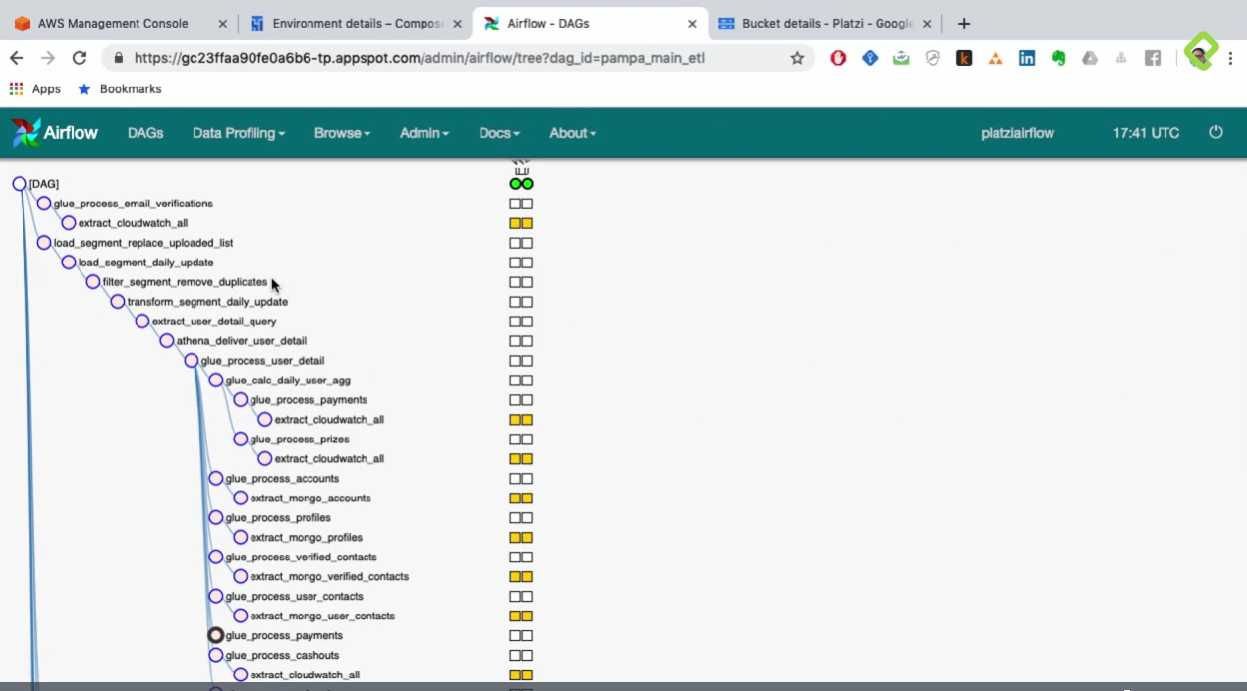 AWS Management Console
Environment details – Compose
Airflow - DAGs
Bucket details - Platzi - Google
https://gc23ffaa90fe0a6b6-tp.appspot.com/admin/airflow/tree?dag_id=pampa_main_etl
Apps Bookmarks
Airflow DAGs Data Profiling Browse Admin Docs About platziairflow 17:41 UTC
[DAG]
glue_process_email_verifications
extract_cloudwatch_all
load_segment_replace_uploaded_list
load_segment_daily_update
filter_segment_remove_duplicates
transform_segment_daily_update
extract_user_detail_query
athena_deliver_user_detail
glue_process_user_detail
glue_calc_daily_user_agg
glue_process_payments
extract_cloudwatch_all
glue_process_prizes
extract_cloudwatch_all
glue_process_accounts
extract_mongo_accounts
glue_process_profiles
extract_mongo_profiles
glue_process_verified_contacts
extract_mongo_verified_contacts
glue_process_user_contacts
extract_mongo_user_contacts
glue_process_payments
glue_process_cashouts
extract_cloudwatch_all